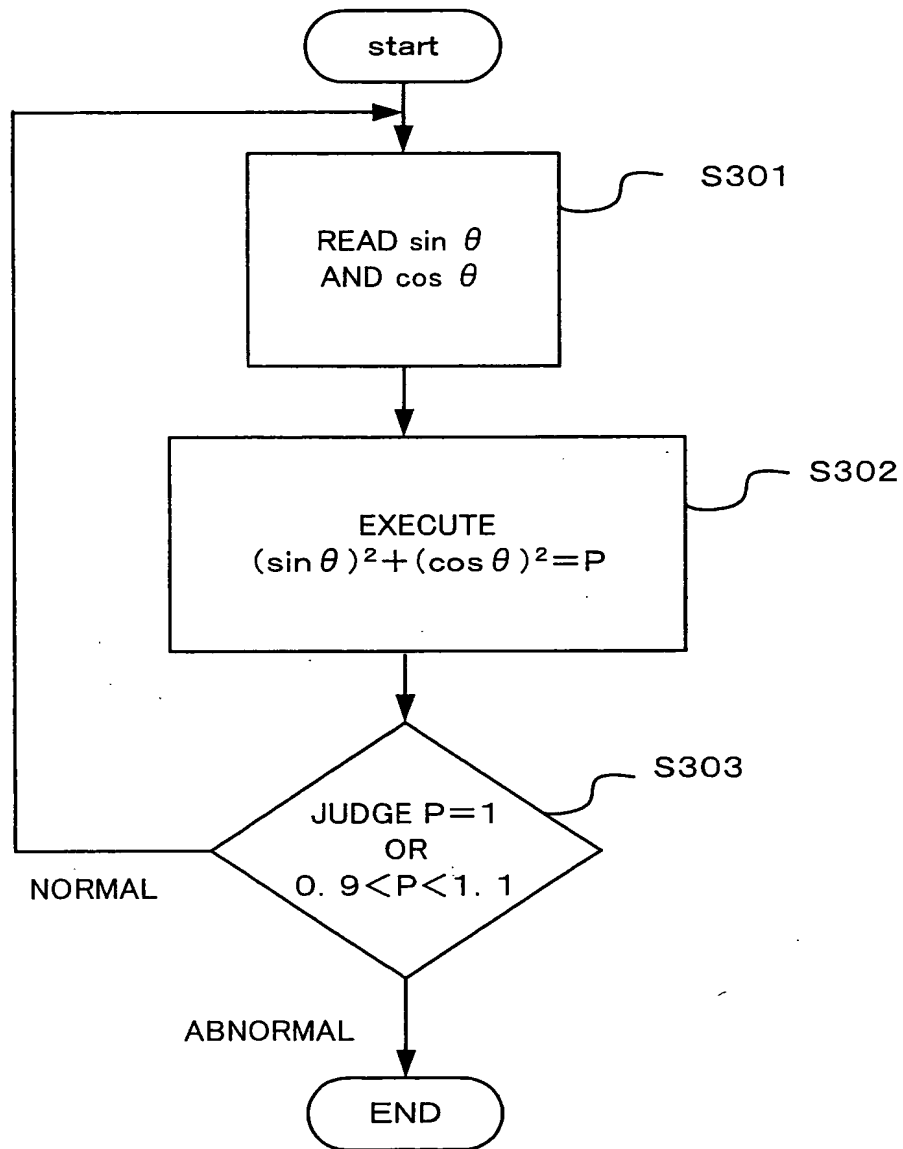 start
S301
READ sin θ
AND cos θ
S302
EXECUTE
(sin θ)²+(cos θ)²=P
S303
JUDGE P=1
OR
0. 9<P<1. 1
NORMAL
ABNORMAL
END